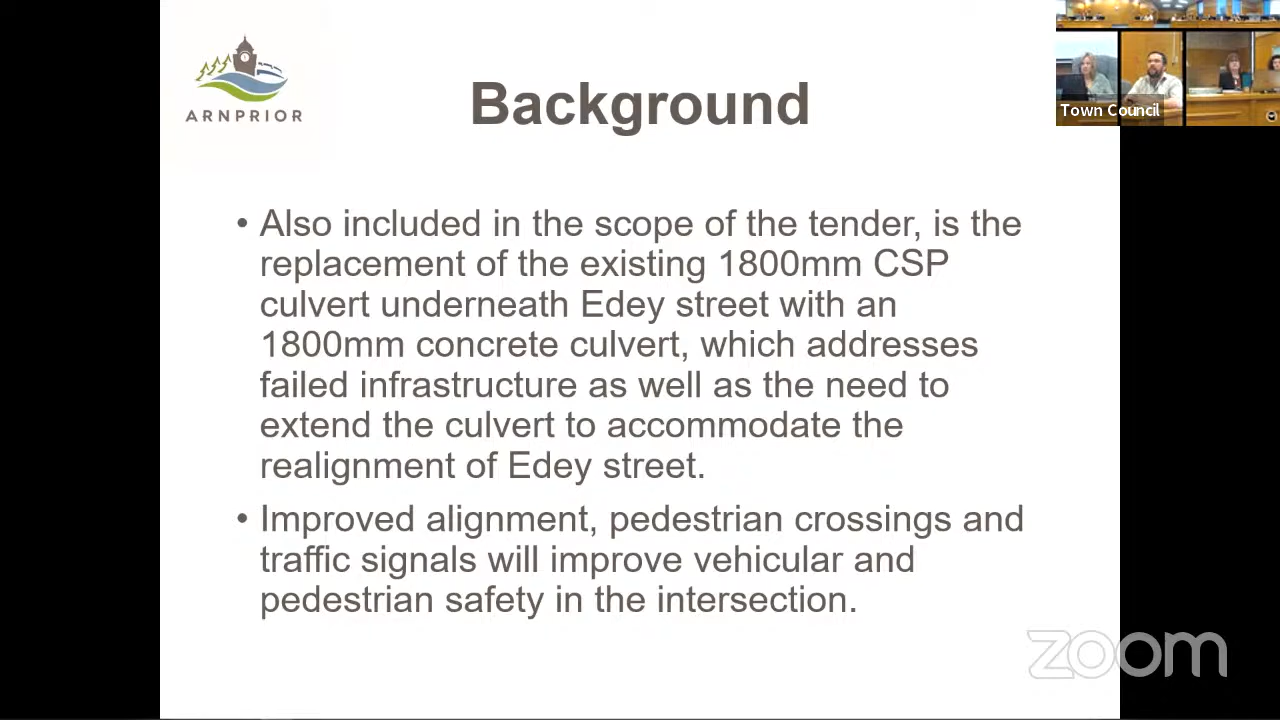 ARNPRIOR
Background
Town Council
• Also included in the scope of the tender, is the
replacement of the existing 1800mm CSP
culvert underneath Edey street with an
1800mm concrete culvert, which addresses
failed infrastructure as well as the need to
extend the culvert to accommodate the
realignment of Edey street.
• Improved alignment, pedestrian crossings and
traffic signals will improve vehicular and
pedestrian safety in the intersection.
zoom